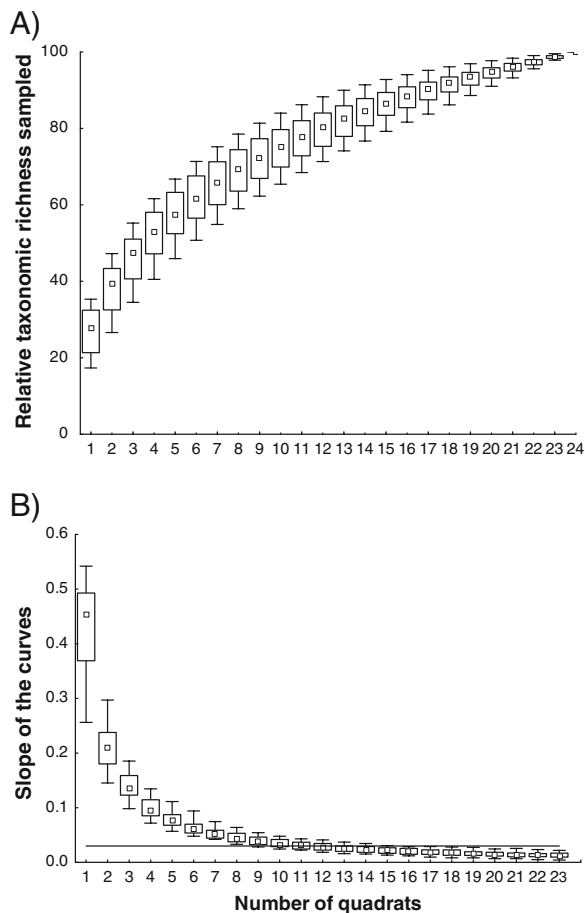 A)
Relative taxonomic richness sampled
100
80
60
40
20
0
1 2 3 4 5 6 7 8 9 10 11 12 13 14 15 16 17 18 19 20 21 22 23 24
B)
Slope of the curves
0.6
0.5
0.4
0.3
0.2
0.1
0.0
1 2 3 4 5 6 7 8 9 10 11 12 13 14 15 16 17 18 19 20 21 22 23
Number of quadrats